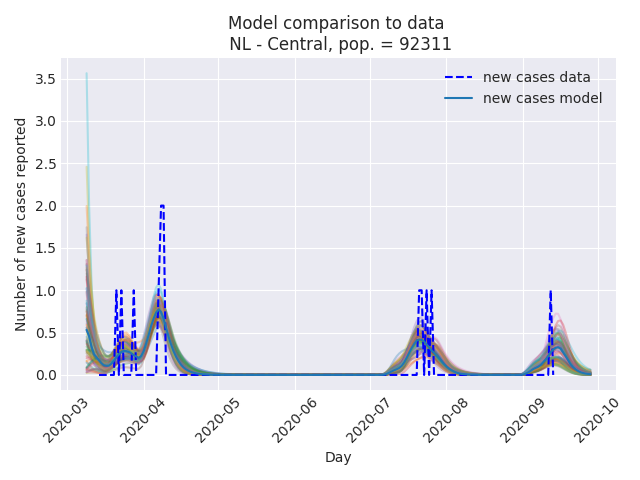 Model comparison to data
NL - Central, pop. = 92311
new cases data
new cases model
Number of new cases reported
3.5
3.0
2.5
2.0
1.5
1.0
0.5
0.0
2020-03
2020-04
2020-05
2020-06
2020-07
2020-08
2020-09
2020-10
Day